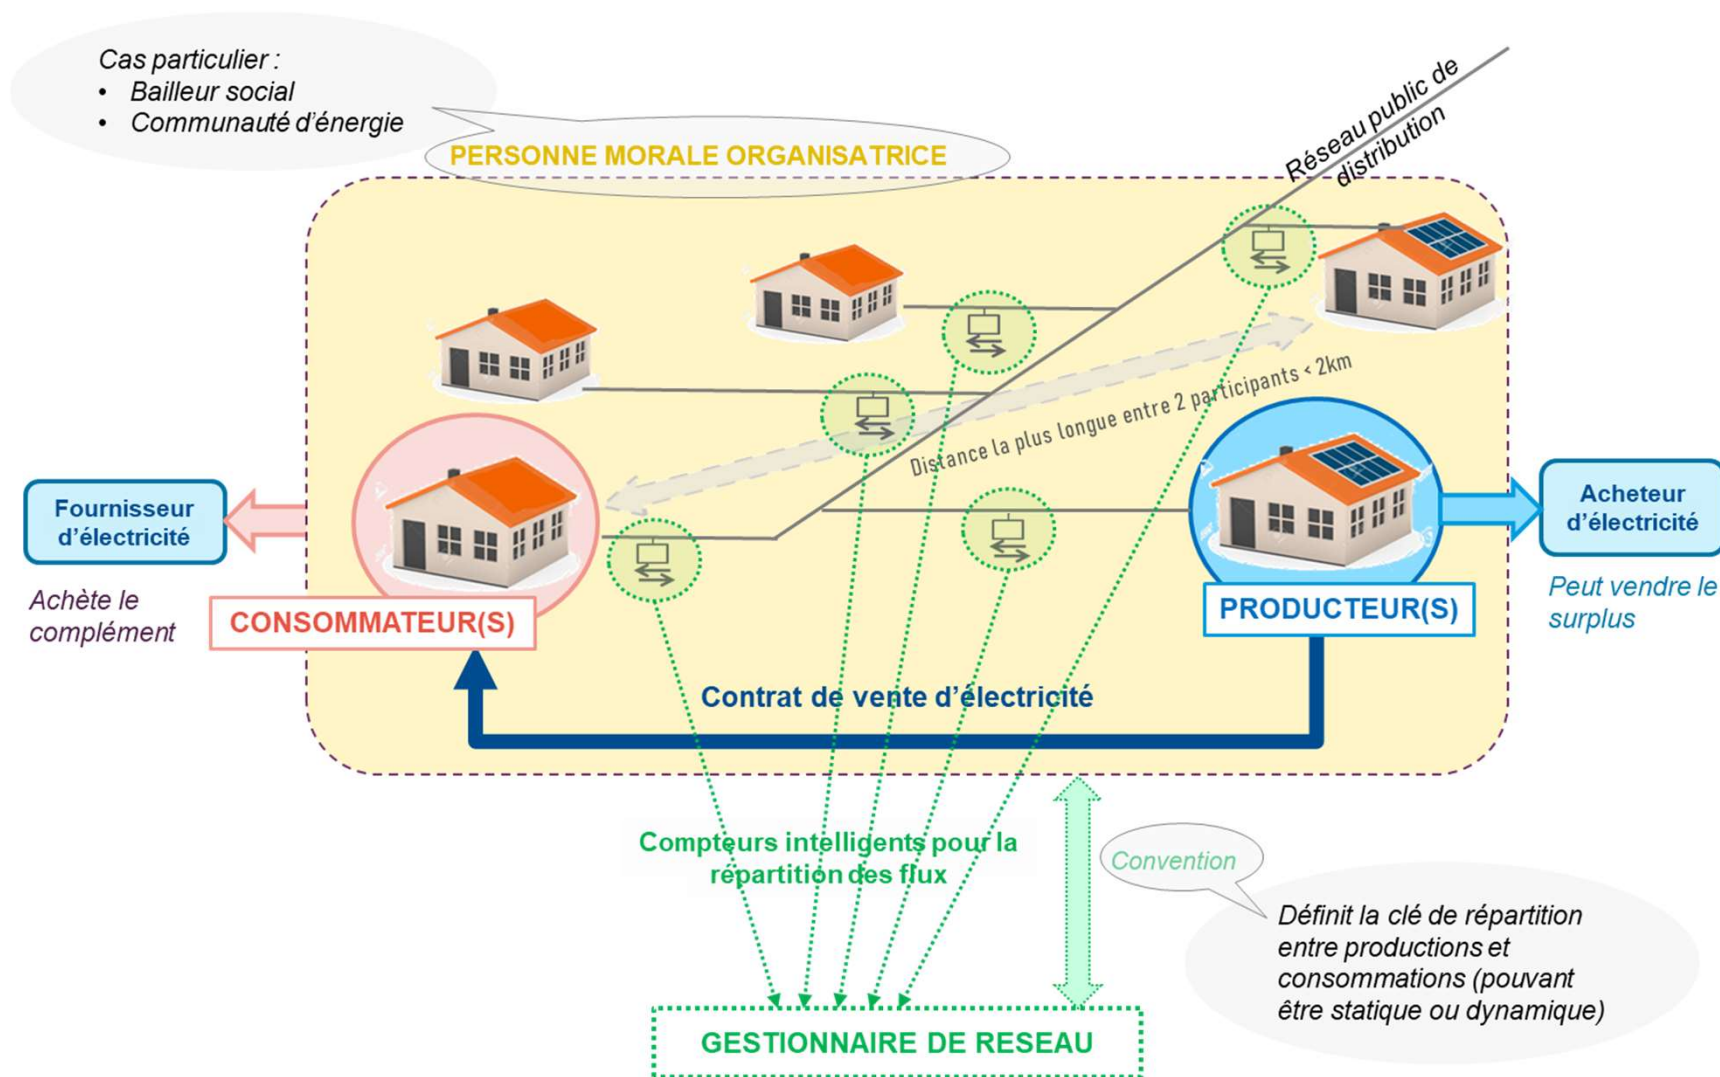 Cas particulier :
• Bailleur social
• Communauté d'énergie
PERSONNE MORALE ORGANISATRICE
Réseau public de
distribution
Distance la plus longue entre 2 participants < 2km
Fournisseur
d'électricité
Achète le
complément
CONSOMMATEUR(S)
PRODUCTEUR(S)
Acheteur
d'électricité
Peut vendre le
surplus
Contrat de vente d'électricité
Compteurs intelligents pour la
répartition des flux
Convention
Définit la clé de répartition
entre productions et
consommations (pouvant
être statique ou dynamique)
GESTIONNAIRE DE RESEAU